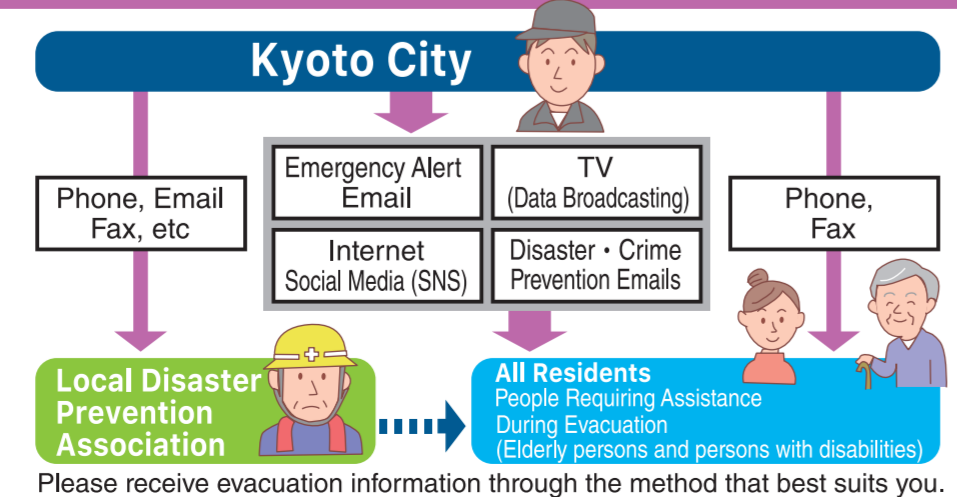 Kyoto City
Phone, Email
Fax, etc
Emergency Alert
Email
TV
(Data Broadcasting)
Internet
Social Media (SNS)
Disaster・Crime
Prevention Emails
Phone,
Fax
Local Disaster
Prevention
Association
All Residents
People Requiring Assistance
During Evacuation
(Elderly persons and persons with disabilities)
Please receive evacuation information through the method that best suits you.